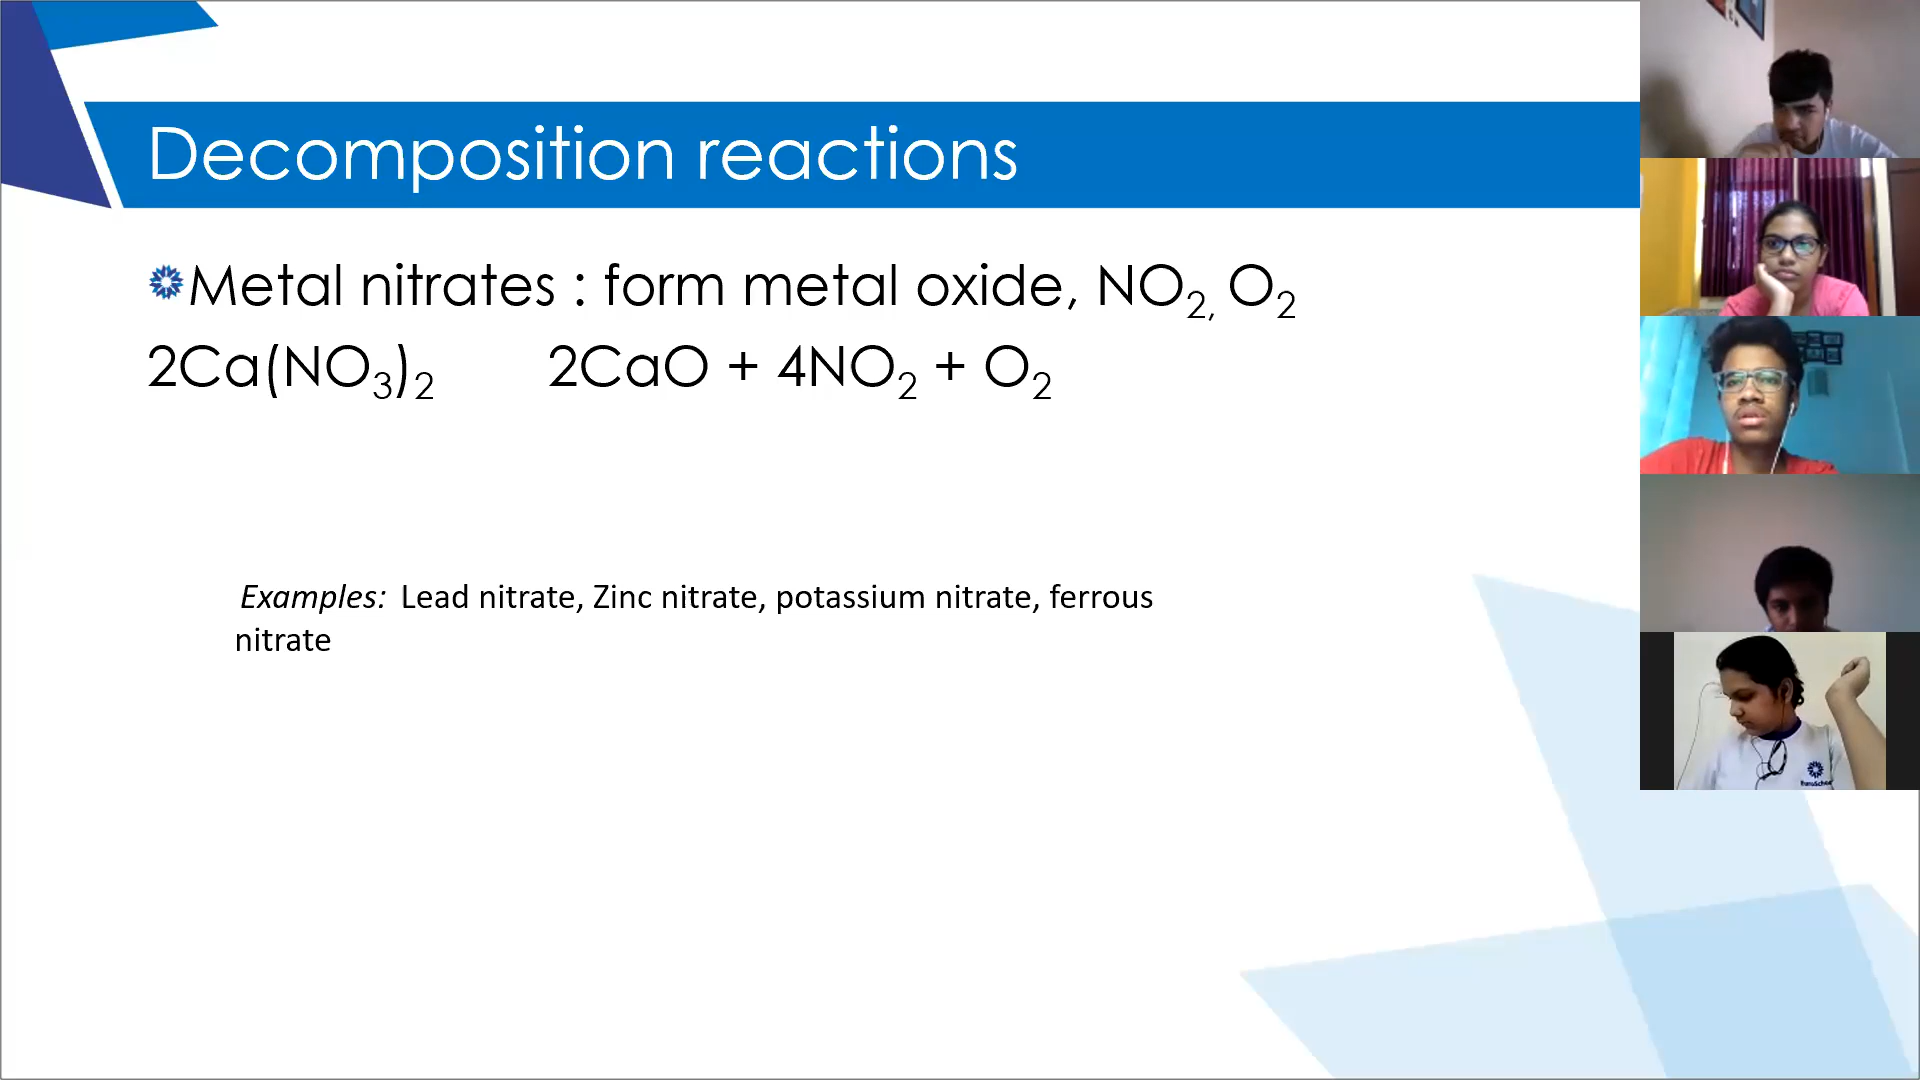 Decomposition reactions
Metal nitrates : form metal oxide, NO₂, O₂
2Ca(NO₃)₂ 2CaO + 4NO₂ + O₂
Examples: Lead nitrate, Zinc nitrate, potassium nitrate, ferrous
nitrate